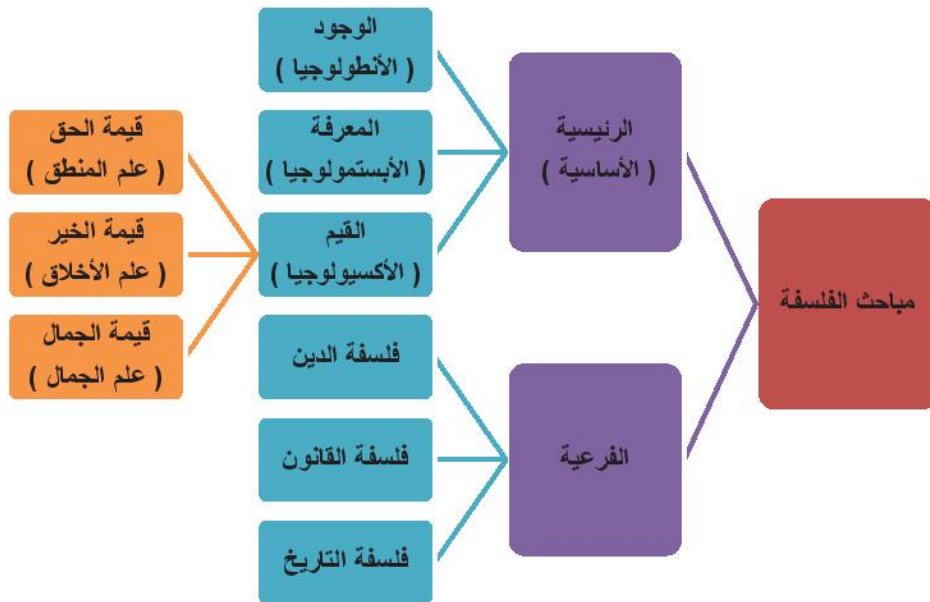 مباحث الفلسفة
الرئيسية
( الأساسية )
الوجود
( الأنطولوجيا )
المعرفة
( الأبستمولوجيا )
القيم
( الأكسيولوجيا )
قيمة الحق
( علم المنطق )
قيمة الخير
( علم الأخلاق )
قيمة الجمال
( علم الجمال )
الفرعية
فلسفة الدين
فلسفة القانون
فلسفة التاريخ